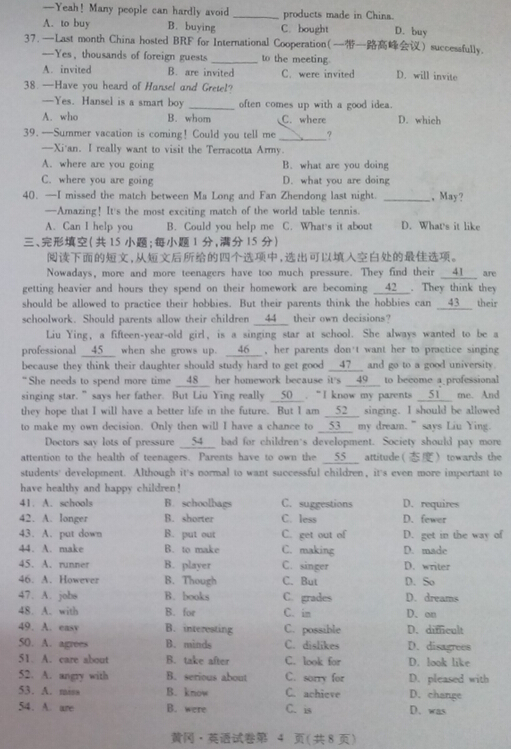 —Yeah! Many people can hardly avoid ______ products made in China.
A. to buy B. buying C. bought D. buy
37. —Last month China hosted BRF for International Cooperation(一带一路高峰会议) successfully.
—Yes, thousands of foreign guests ______ to the meeting.
A. invited B. are invited C. were invited D. will invite
38. —Have you heard of Hansel and Gretel?
—Yes. Hansel is a smart boy ______ often comes up with a good idea.
A. who B. whom C. where D. which
39. —Summer vacation is coming! Could you tell me ______?
—Xi'an. I really want to visit the Terracotta Army.
A. where are you going B. what are you doing
C. where you are going D. what you are doing
40. —I missed the match between Ma Long and Fan Zhendong last night. ______, May?
—Amazing! It's the most exciting match of the world table tennis.
A. Can I help you B. Could you help me C. What's it about D. What's it like
三、完形填空(共15小题;每小题1分,满分15分)
阅读下面的短文,从短文后所给的四个选项中,选出可以填入空白处的最佳选项。
Nowadays, more and more teenagers have too much pressure. They find their 41 are
getting heavier and hours they spend on their homework are becoming 42 . They think they
should be allowed to practice their hobbies. But their parents think the hobbies can 43 their
schoolwork. Should parents allow their children 44 their own decisions?
Liu Ying, a fifteen-year-old girl, is a singing star at school. She always wanted to be a
professional 45 when she grows up. 46 , her parents don't want her to practice singing
because they think their daughter should study hard to get good 47 and go to a good university.
"She needs to spend more time 48 her homework because it's 49 to become a professional
singing star." says her father. But Liu Ying really 50 . "I know my parents 51 me. And
they hope that I will have a better life in the future. But I am 52 singing. I should be allowed
to make my own decision. Only then will I have a chance to 53 my dream." says Liu Ying.
Doctors say lots of pressure 54 bad for children's development. Society should pay more
attention to the health of teenagers. Parents have to own the 55 attitude(态度) towards the
students' development. Although it's normal to want successful children, it's even more important to
have healthy and happy children!
41. A. schools B. schoolbags C. suggestions D. requires
42. A. longer B. shorter C. less D. fewer
43. A. put down B. put out C. get out of D. get in the way of
44. A. make B. to make C. making D. made
45. A. runner B. player C. singer D. writer
46. A. However B. Though C. But D. So
47. A. jobs B. books C. grades D. dreams
48. A. with B. for C. in D. on
49. A. easy B. interesting C. possible D. difficult
50. A. agrees B. minds C. dislikes D. disagrees
51. A. care about B. take after C. look for D. look like
52. A. angry with B. serious about C. sorry for D. pleased with
53. A. miss B. know C. achieve D. change
54. A. are B. were C. is D. was
黄冈·英语试卷第 4 页(共8页)